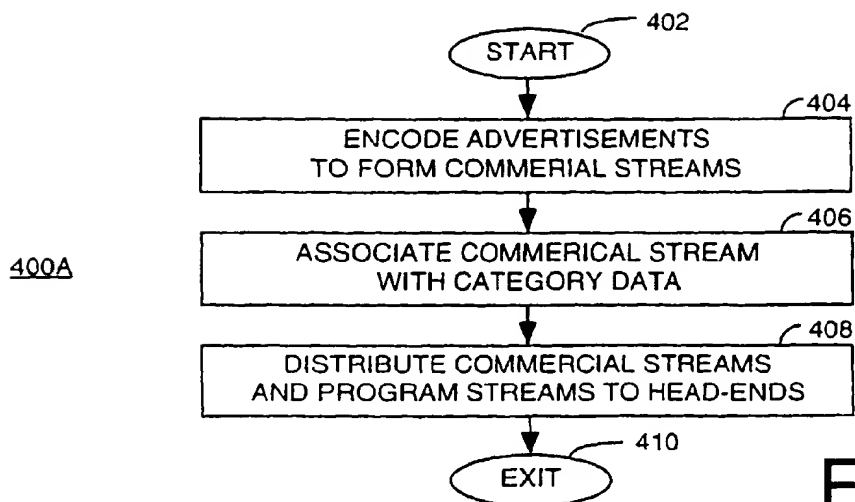 402
START
404
ENCODE ADVERTISEMENTS
TO FORM COMMERIAL STREAMS
406
400A
ASSOCIATE COMMERICAL STREAM
WITH CATEGORY DATA
408
DISTRIBUTE COMMERCIAL STREAMS
AND PROGRAM STREAMS TO HEAD-ENDS
410
EXIT
F